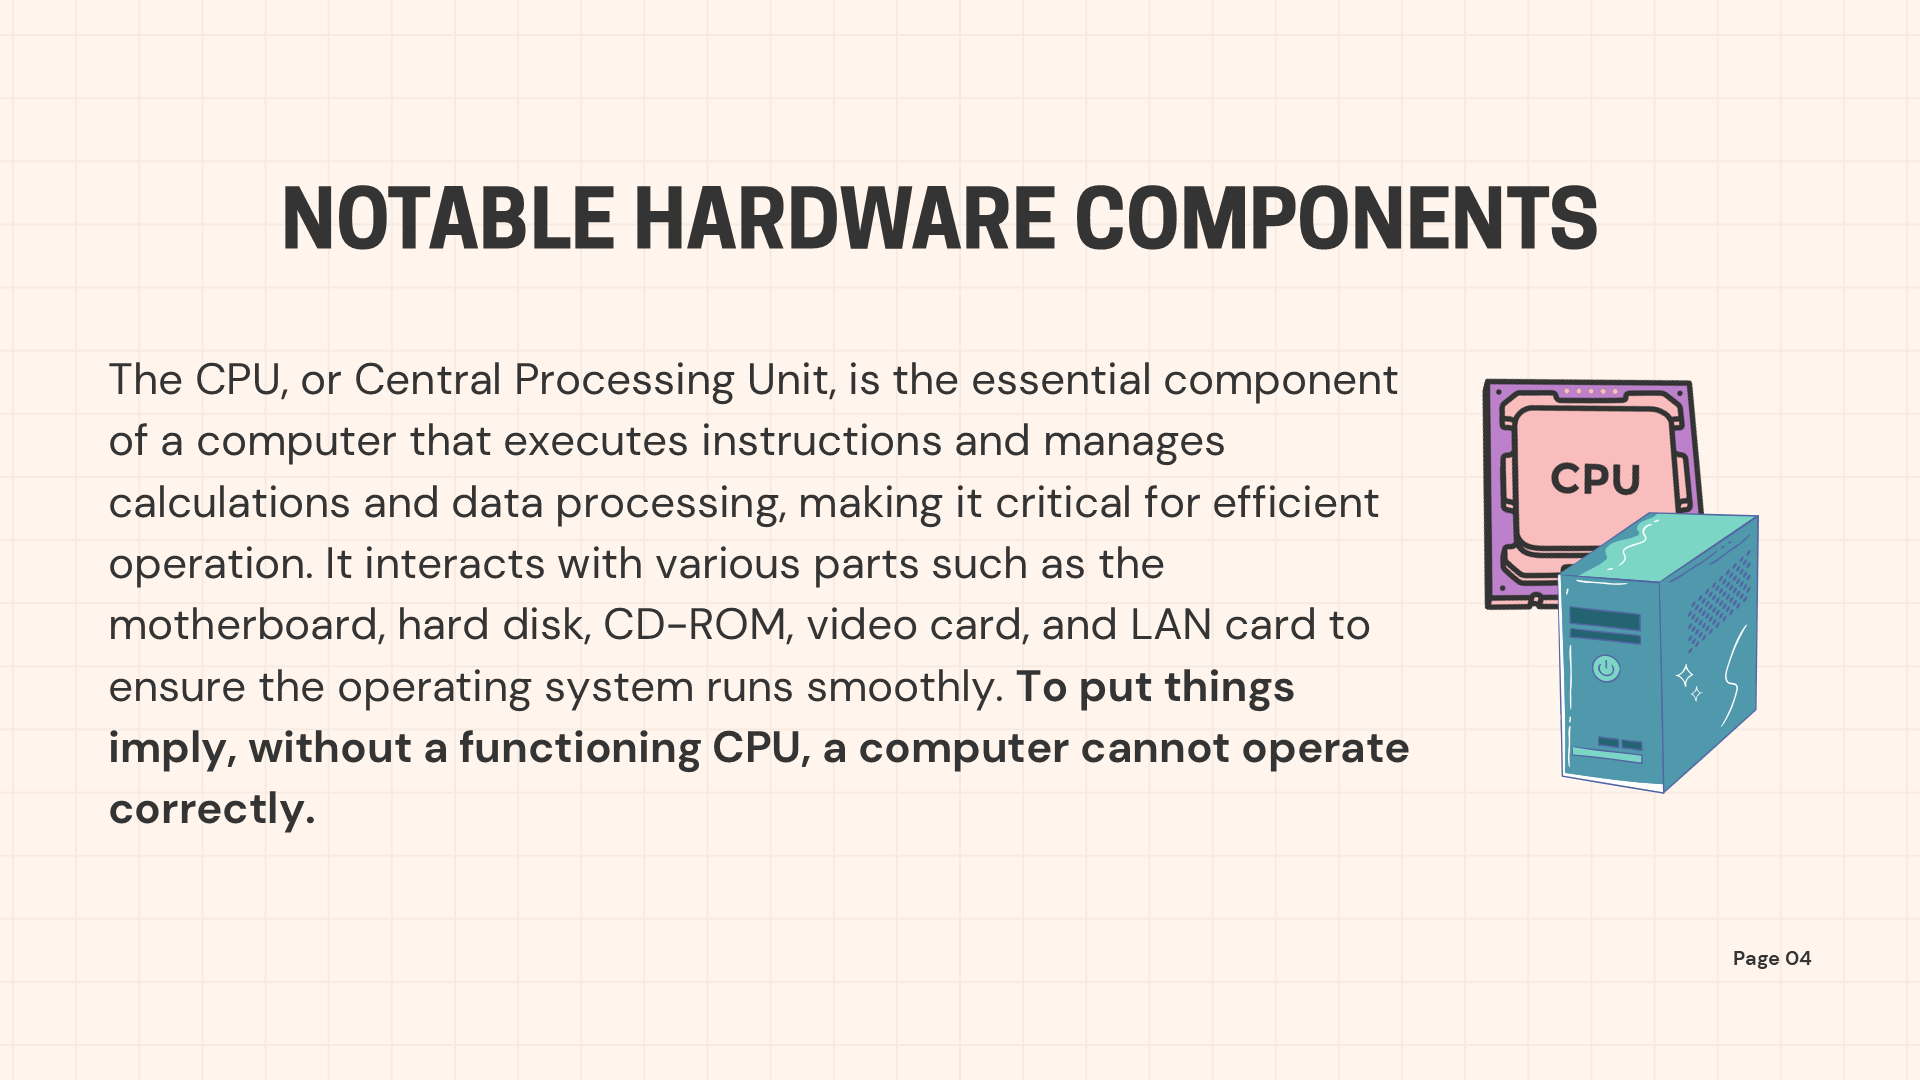 NOTABLE HARDWARE COMPONENTS
The CPU, or Central Processing Unit, is the essential component
of a computer that executes instructions and manages
calculations and data processing, making it critical for efficient
operation. It interacts with various parts such as the
motherboard, hard disk, CD-ROM, video card, and LAN card to
ensure the operating system runs smoothly. To put things
imply, without a functioning CPU, a computer cannot operate
correctly.
CPU
Page 04